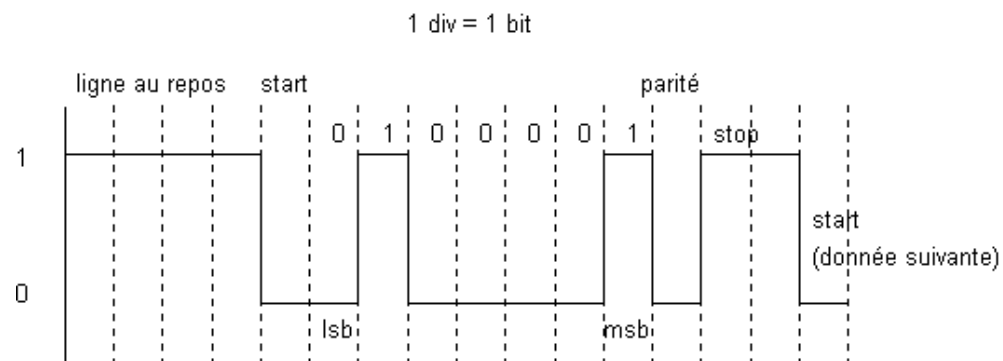 1 div = 1 bit
ligne au repos start parité
0 1 0 0 0 0 1 stop
1
start
(donnée suivante)
0
lsb msb